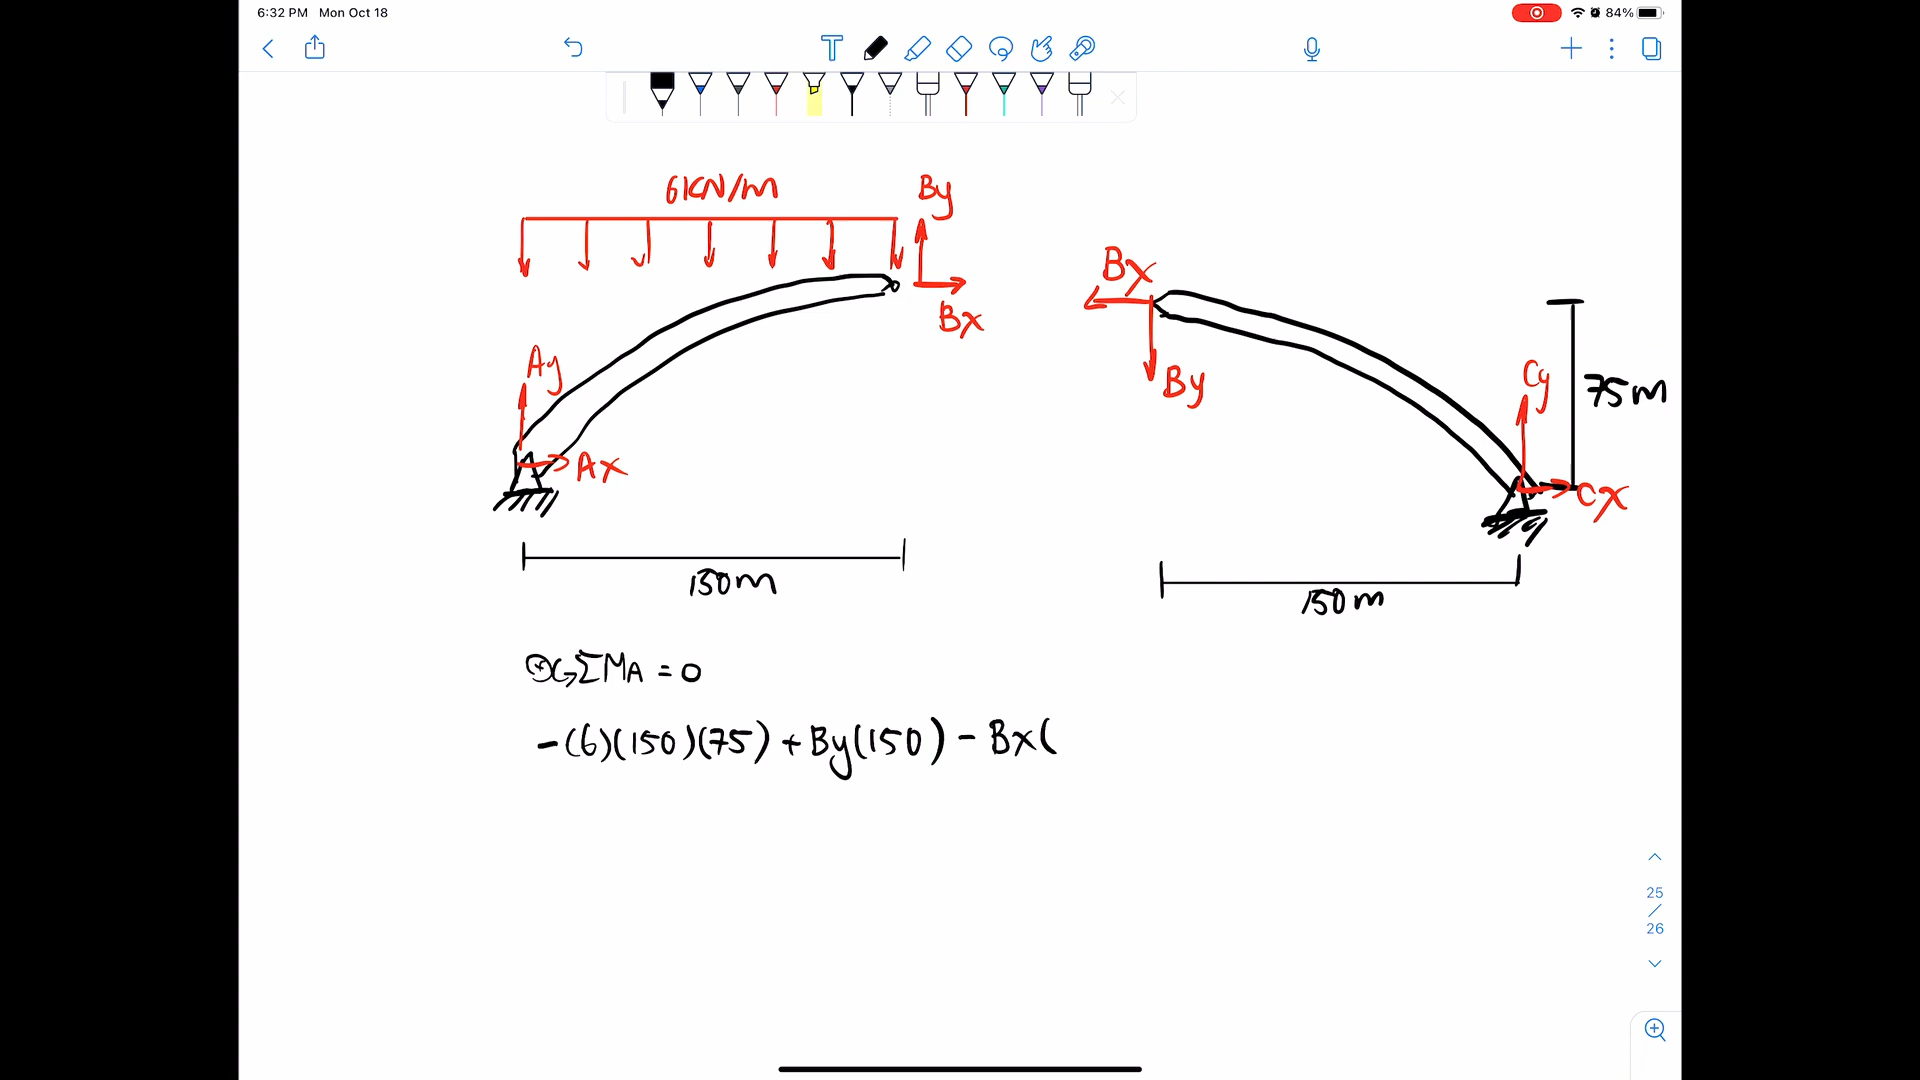 6:32 PM Mon Oct 18
84%
6KN/m
By
Bx
Ay
Ax
150m
Bx
By
Cy
75m
Cx
150m
+ΣMA = 0
-(6)(150)(75) + By(150) - Bx(
25
/
26